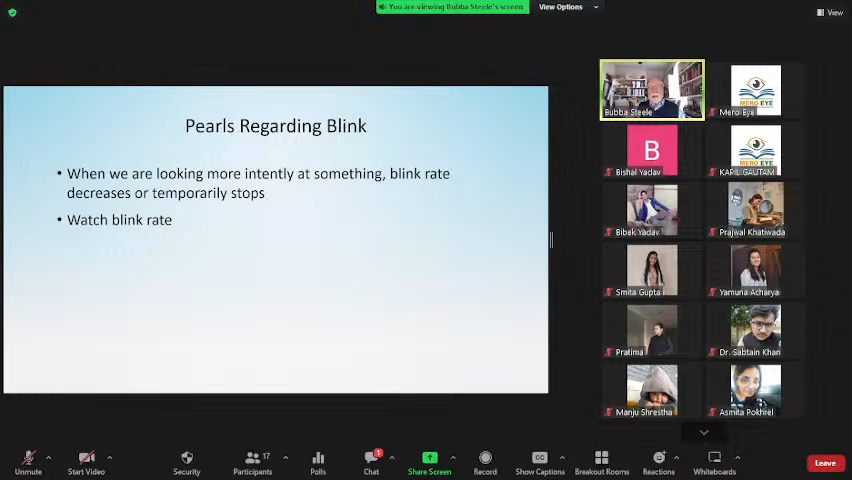 You are viewing Bubba Steele's screen
View Options
View
Pearls Regarding Blink
• When we are looking more intently at something, blink rate
decreases or temporarily stops
• Watch blink rate
Bubba Steele
MERO EYE
Mero Eye
B
Bishal Yadav
MERO EYE
KAPIL GAUTAM
Bibek Yadav
Prajwal Khatiwada
Smita Gupta
Yamuna Acharya
Pratima
Dr. Sabtain Khan
Manju Shrestha
Asmita Pokhrel
Unmute
Start Video
Security
Participants
17
Polls
Chat
1
Share Screen
Record
CC
Show Captions
Breakout Rooms
Reactions
Whiteboards
Leave